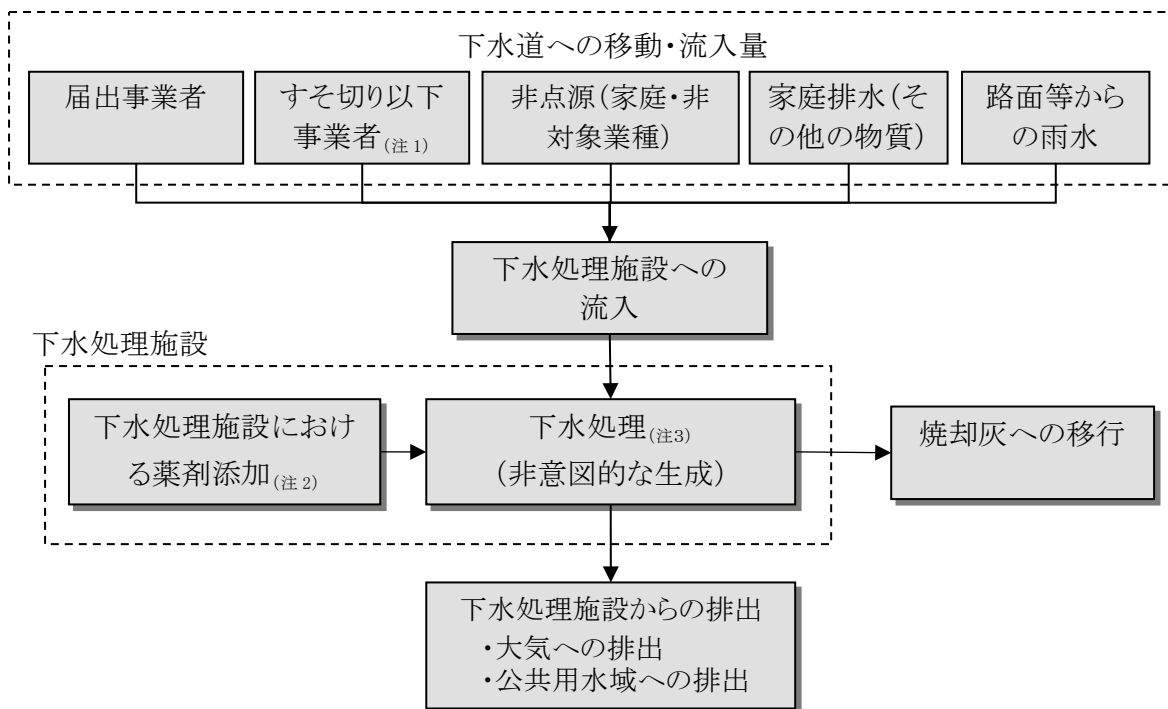 下水道への移動・流入量
届出事業者
すそ切り以下
事業者(注1)
非点源(家庭・非
対象業種)
家庭排水(そ
の他の物質)
路面等から
の雨水
下水処理施設への
流入
下水処理施設
下水処理施設におけ
る薬剤添加(注2)
下水処理(注3)
(非意図的な生成)
焼却灰への移行
下水処理施設からの排出
・大気への排出
・公共用水域への排出